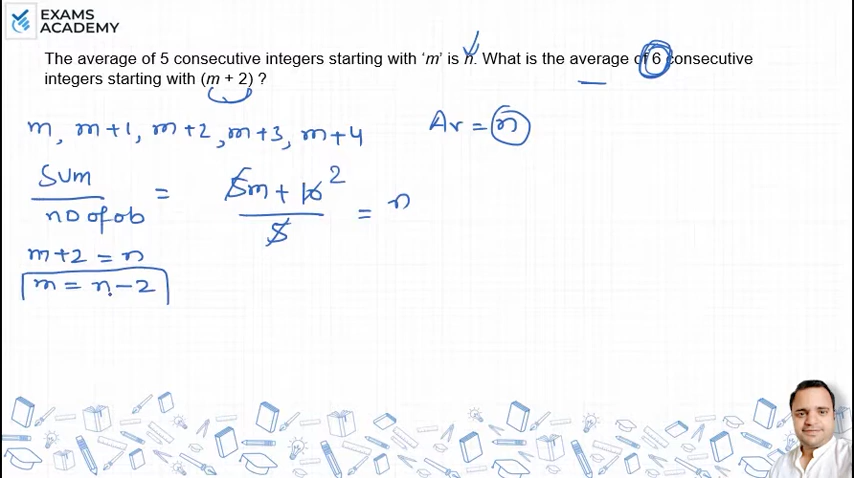 EXAMS
ACADEMY
The average of 5 consecutive integers starting with ‘m’ is n. What is the average of 6 consecutive
integers starting with (m + 2) ?
m, m+1, m+2, m+3, m+4
Av = n
Sum
no of ob
=
5m + 10 2
5
= n
m+2 = n
m = n-2